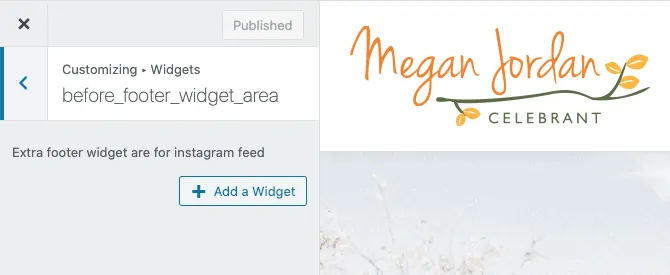 Published
Customizing ▸ Widgets
before_footer_widget_area
Extra footer widget are for instagram feed
Add a Widget
Megan Jordan
CELEBRANT